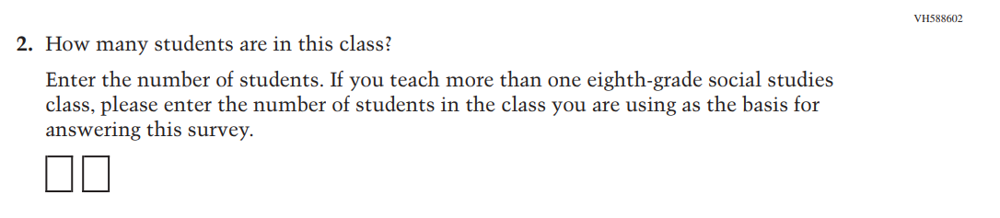 VH588602
2. How many students are in this class?
Enter the number of students. If you teach more than one eighth-grade social studies
class, please enter the number of students in the class you are using as the basis for
answering this survey.